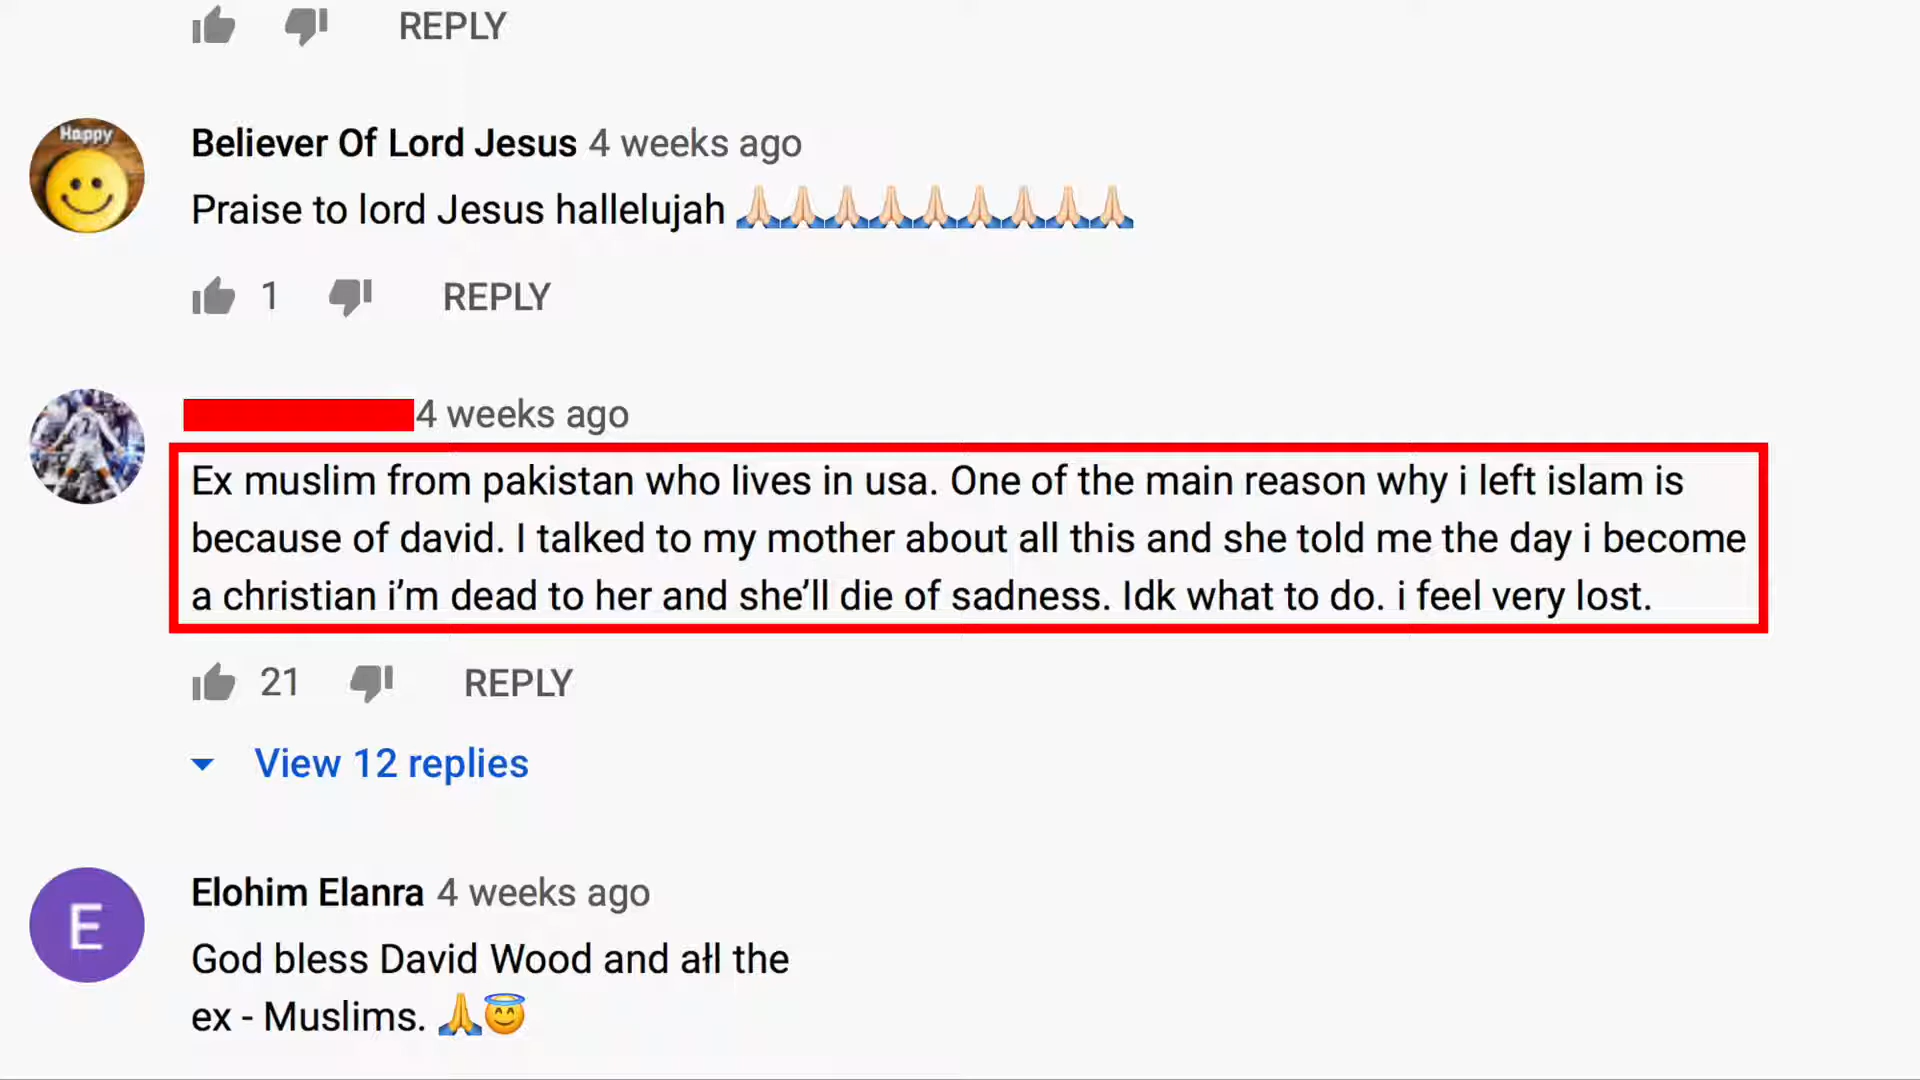 REPLY
Happy
Believer Of Lord Jesus 4 weeks ago
Praise to lord Jesus hallelujah 🙏🏻🙏🏻🙏🏻🙏🏻🙏🏻🙏🏻🙏🏻🙏🏻🙏🏻
1 REPLY
4 weeks ago
Ex muslim from pakistan who lives in usa. One of the main reason why i left islam is
because of david. I talked to my mother about all this and she told me the day i become
a christian i’m dead to her and she’ll die of sadness. Idk what to do. i feel very lost.
21 REPLY
View 12 replies
E
Elohim Elanra 4 weeks ago
God bless David Wood and ałl the
ex - Muslims. 🙏😇